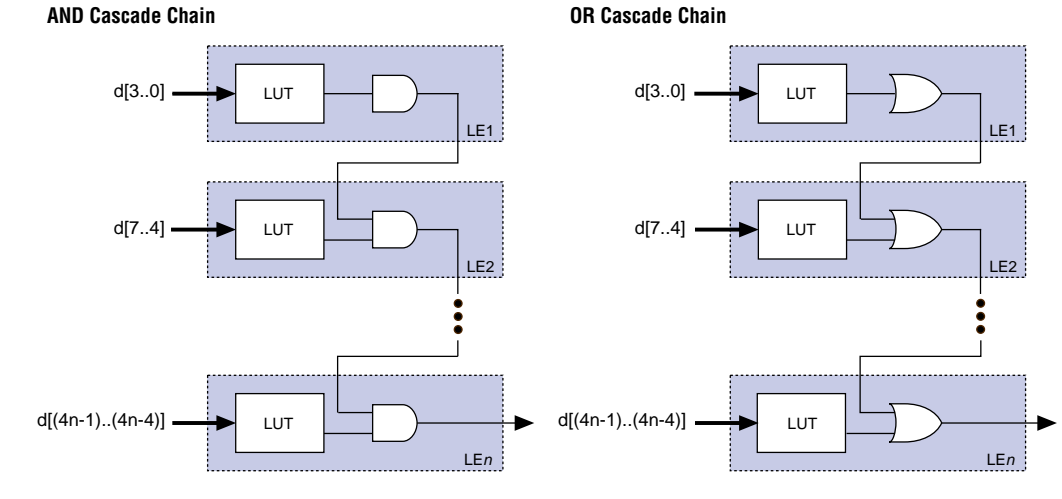 AND Cascade Chain
OR Cascade Chain
d[3..0]
LUT
LE1
d[7..4]
LUT
LE2
d[(4n-1)..(4n-4)]
LUT
LEn
d[3..0]
LUT
LE1
d[7..4]
LUT
LE2
d[(4n-1)..(4n-4)]
LUT
LEn